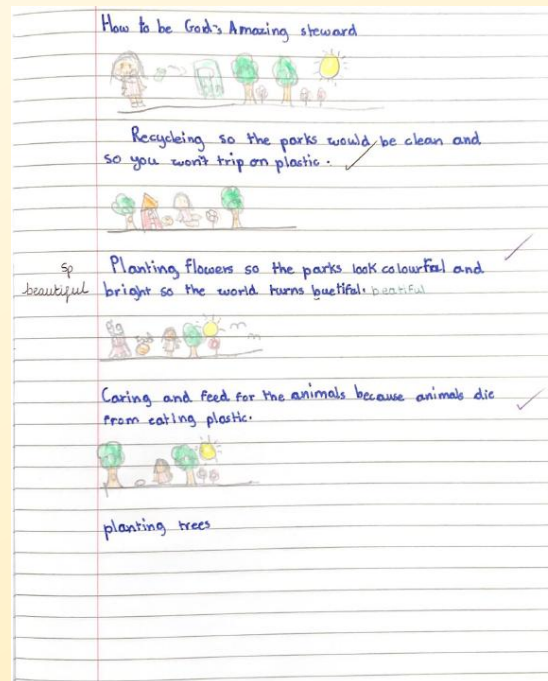 How to be God's Amazing steward
Recycleing so the parks would be clean and
so you won't trip on plastic.
sp
beautiful
Planting flowers so the parks look colourful and
bright so the world turns buetiful. beatiful
Caring and feed for the animals because animals die
from eating plastic.
planting trees